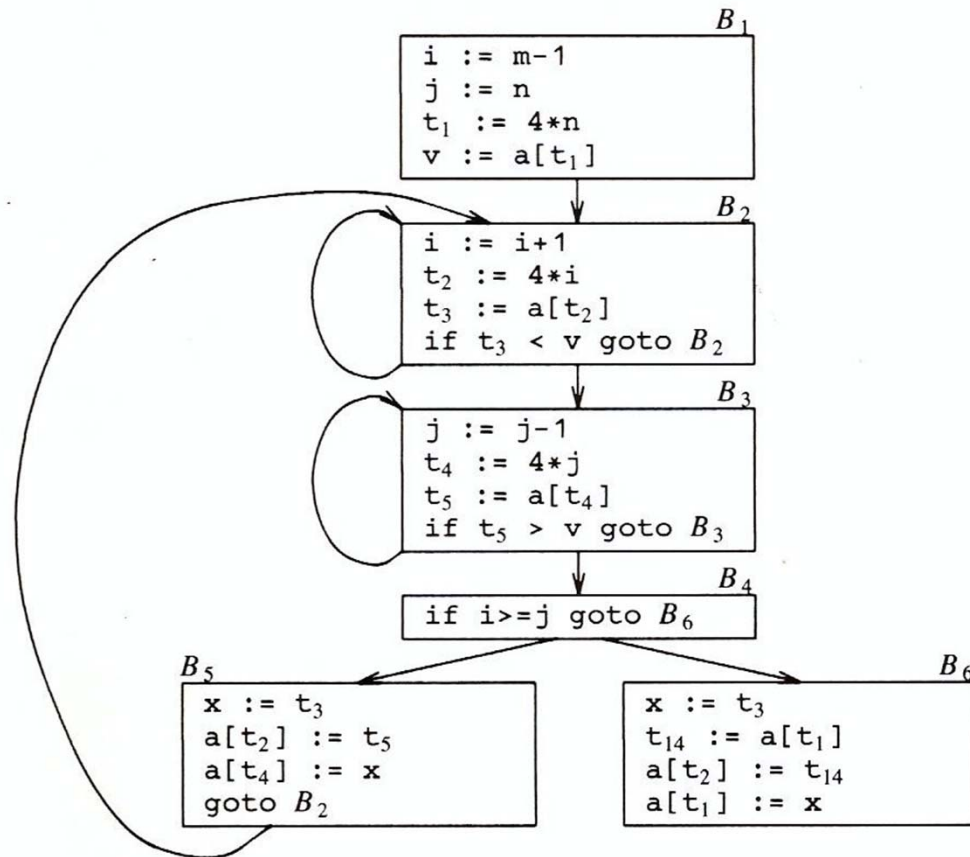 B₁
i := m-1
j := n
t₁ := 4*n
v := a[t₁]
B₂
i := i+1
t₂ := 4*i
t₃ := a[t₂]
if t₃ < v goto B₂
B₃
j := j-1
t₄ := 4*j
t₅ := a[t₄]
if t₅ > v goto B₃
B₄
if i>=j goto B₆
B₅
x := t₃
a[t₂] := t₅
a[t₄] := x
goto B₂
B₆
x := t₃
t₁₄ := a[t₁]
a[t₂] := t₁₄
a[t₁] := x